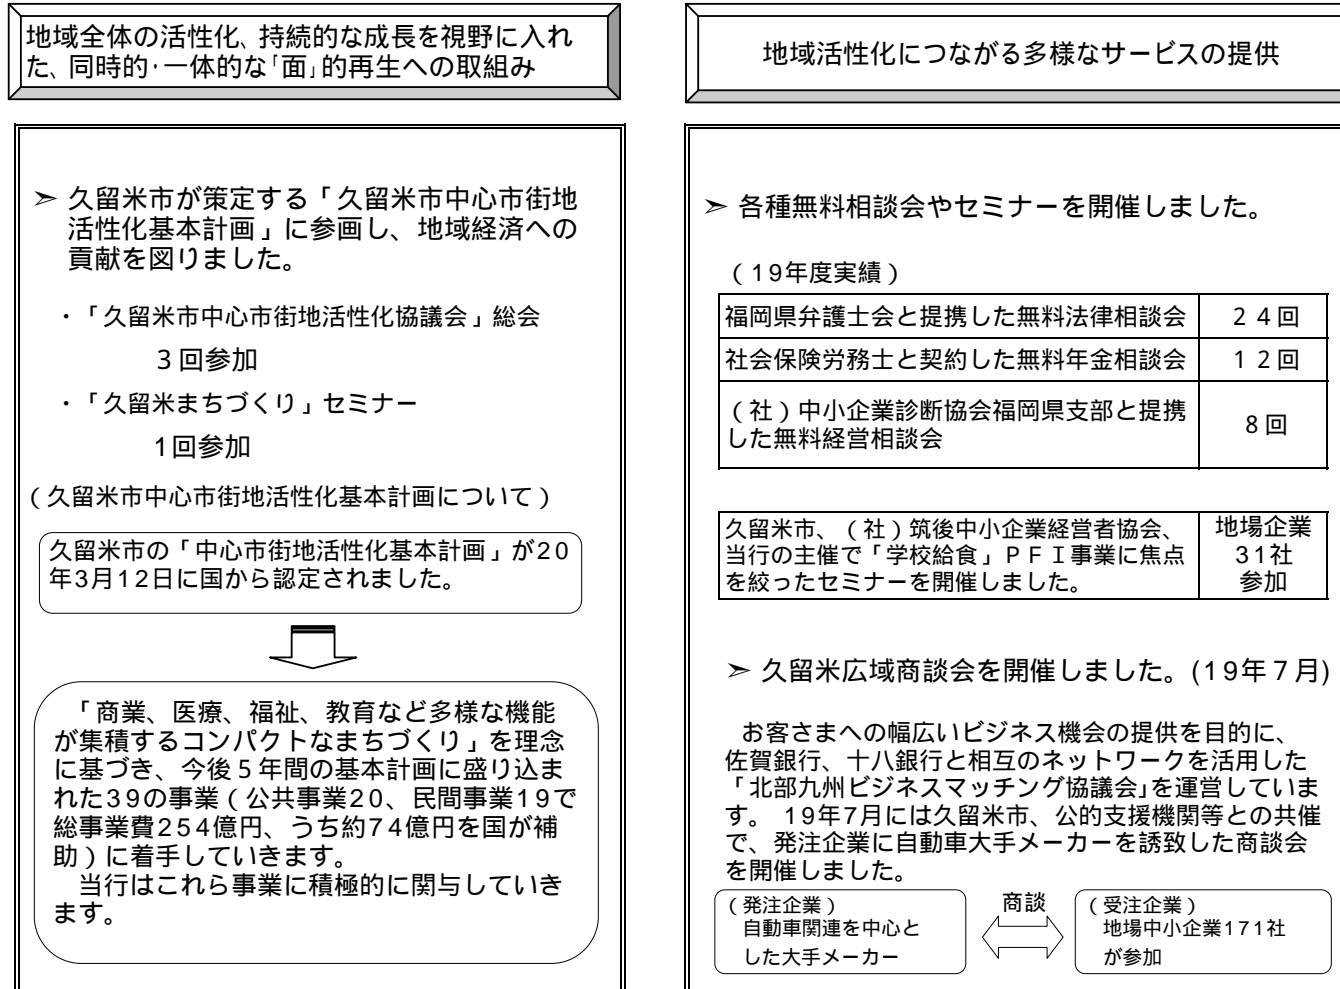 地域全体の活性化、持続的な成長を視野に入れ
た、同時的・一体的な「面」的再生への取組み
➢ 久留米市が策定する「久留米市中心市街地
活性化基本計画」に参画し、地域経済への
貢献を図りました。
・「久留米市中心市街地活性化協議会」総会
３回参加
・「久留米まちづくり」セミナー
1回参加
（久留米市中心市街地活性化基本計画について）
久留米市の「中心市街地活性化基本計画」が20
年3月12日に国から認定されました。
「商業、医療、福祉、教育など多様な機能
が集積するコンパクトなまちづくり」を理念
に基づき、今後５年間の基本計画に盛り込ま
れた39の事業（公共事業20、民間事業19で
総事業費254億円、うち約74億円を国が補
助）に着手していきます。
当行はこれら事業に積極的に関与していき
ます。
地域活性化につながる多様なサービスの提供
➢ 各種無料相談会やセミナーを開催しました。
（19年度実績）
福岡県弁護士会と提携した無料法律相談会 ２４回
社会保険労務士と契約した無料年金相談会 １２回
（社）中小企業診断協会福岡県支部と提携
した無料経営相談会 ８回
久留米市、（社）筑後中小企業経営者協会、
当行の主催で「学校給食」ＰＦＩ事業に焦点
を絞ったセミナーを開催しました。
地場企業
31社
参加
➢ 久留米広域商談会を開催しました。(19年７月)
お客さまへの幅広いビジネス機会の提供を目的に、
佐賀銀行、十八銀行と相互のネットワークを活用した
「北部九州ビジネスマッチング協議会」を運営していま
す。 19年7月には久留米市、公的支援機関等との共催
で、発注企業に自動車大手メーカーを誘致した商談会
を開催しました。
（発注企業）
自動車関連を中心と
した大手メーカー
商談
（受注企業）
地場中小企業171社
が参加